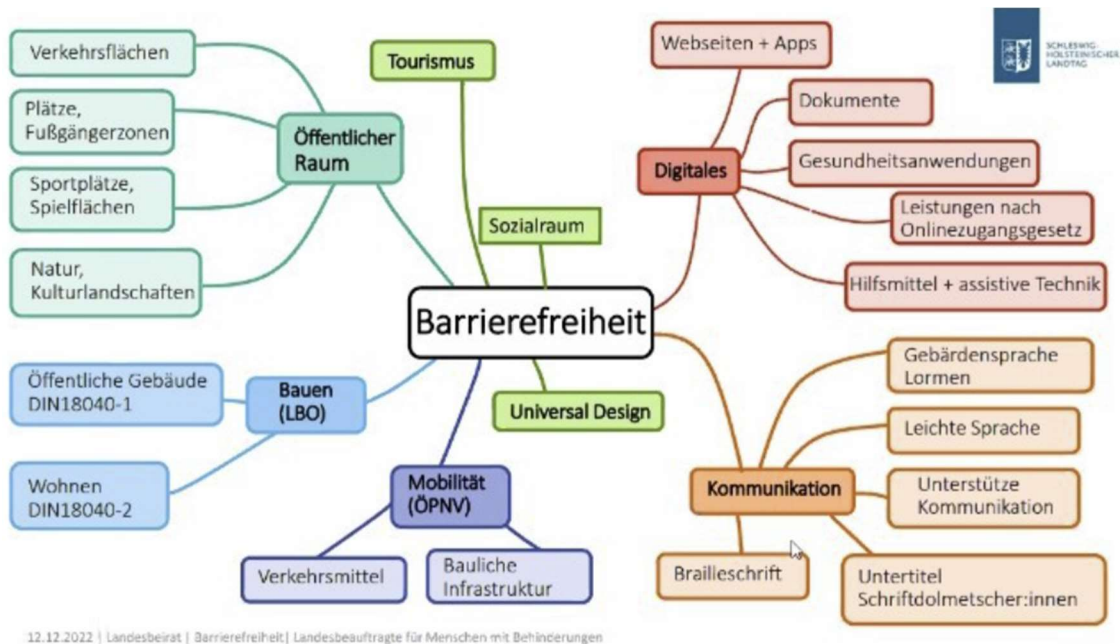 Verkehrsflächen
Plätze,
Fußgängerzonen
Sportplätze,
Spielflächen
Natur,
Kulturlandschaften
Öffentlicher
Raum
Tourismus
Sozialraum
Webseiten + Apps
Dokumente
Digitales
Gesundheitsanwendungen
Leistungen nach
Onlinezugangsgesetz
Hilfsmittel + assistive Technik
SCHLESWIG-
HOLSTEINISCHER
LANDTAG
Barrierefreiheit
Öffentliche Gebäude
DIN18040-1
Bauen
(LBO)
Wohnen
DIN18040-2
Universal Design
Mobilität
(ÖPNV)
Verkehrsmittel
Bauliche
Infrastruktur
Gebärdensprache
Lormen
Leichte Sprache
Kommunikation
Unterstütze
Kommunikation
Brailleschrift
Untertitel
Schriftdolmetscher:innen
12.12.2022 | Landesbeirat | Barrierefreiheit| Landesbeauftragte für Menschen mit Behinderungen